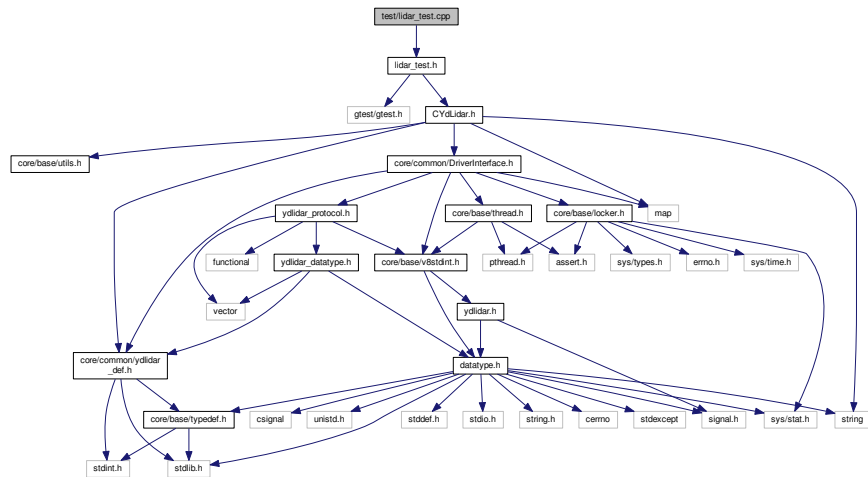 test/lidar_test.cpp
lidar_test.h
gtest/gtest.h
CYdLidar.h
core/base/utils.h
core/common/DriverInterface.h
ydlidar_protocol.h
core/base/thread.h
core/base/locker.h
map
functional
ydlidar_datatype.h
core/base/v8stdint.h
pthread.h
assert.h
sys/types.h
errno.h
sys/time.h
vector
ydlidar.h
core/common/ydlidar
_def.h
datatype.h
core/base/typedef.h
csignal
unistd.h
stddef.h
stdio.h
string.h
cerrno
stdexcept
signal.h
sys/stat.h
string
stdint.h
stdlib.h